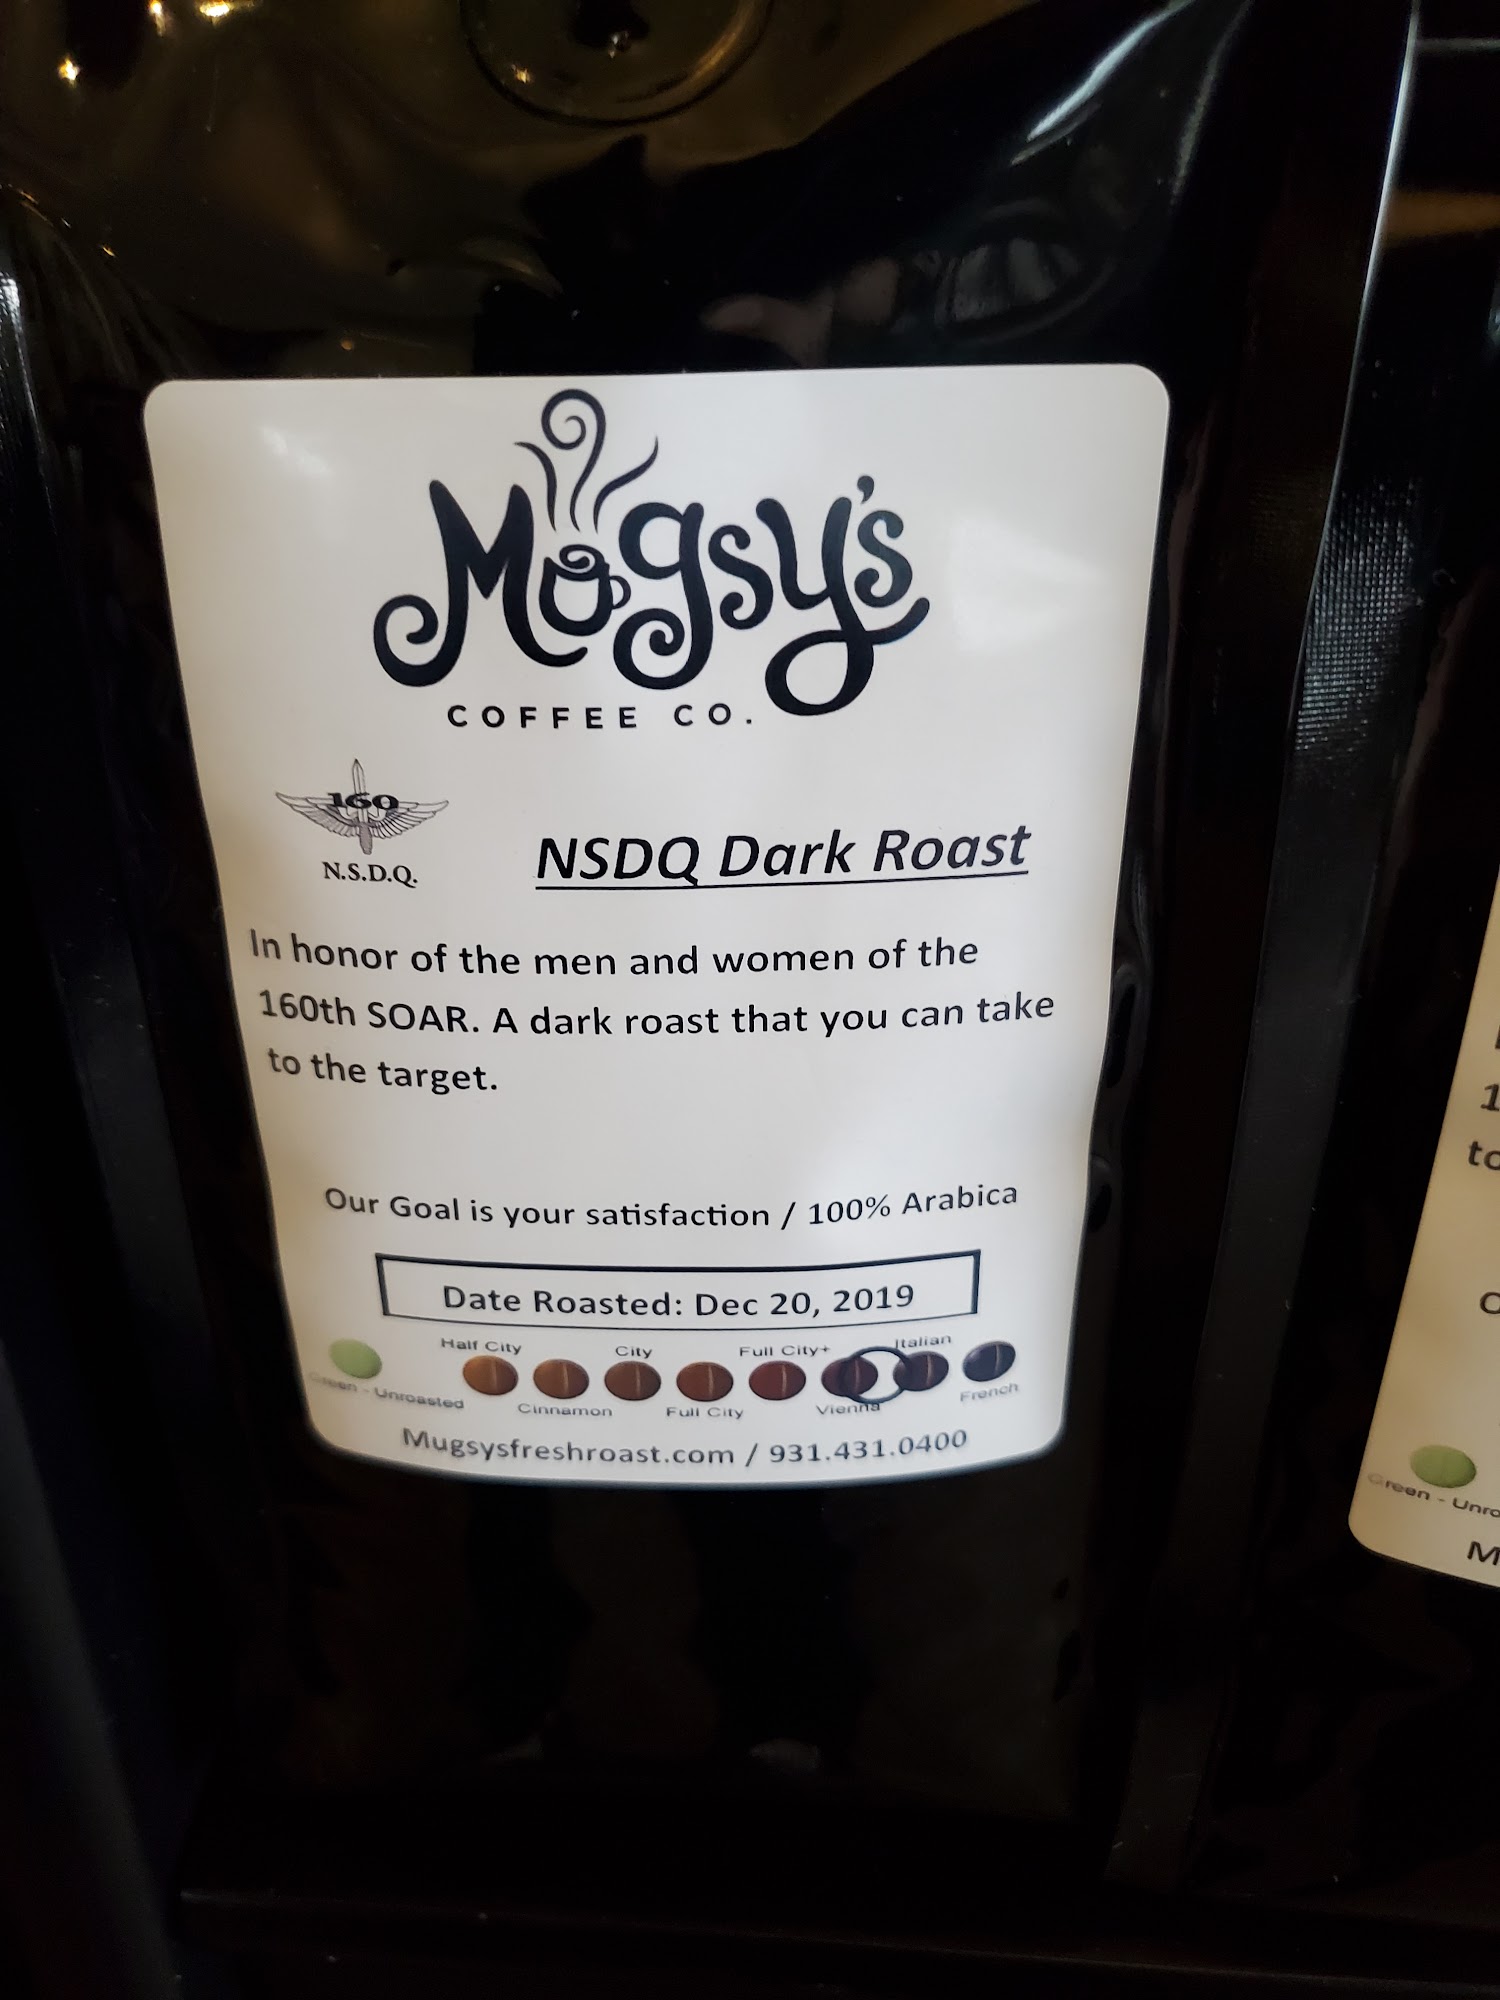 Mugsy's
COFFEE CO.
160
N.S.D.Q.
NSDQ Dark Roast
In honor of the men and women of the
160th SOAR. A dark roast that you can take
to the target.
Our Goal is your satisfaction / 100% Arabica
Date Roasted: Dec 20, 2019
Half City City Full City+ Italian
Green - Unroasted Cinnamon Full City Vienna French
Mugsysfreshroast.com / 931.431.0400
1
to
Green -
M